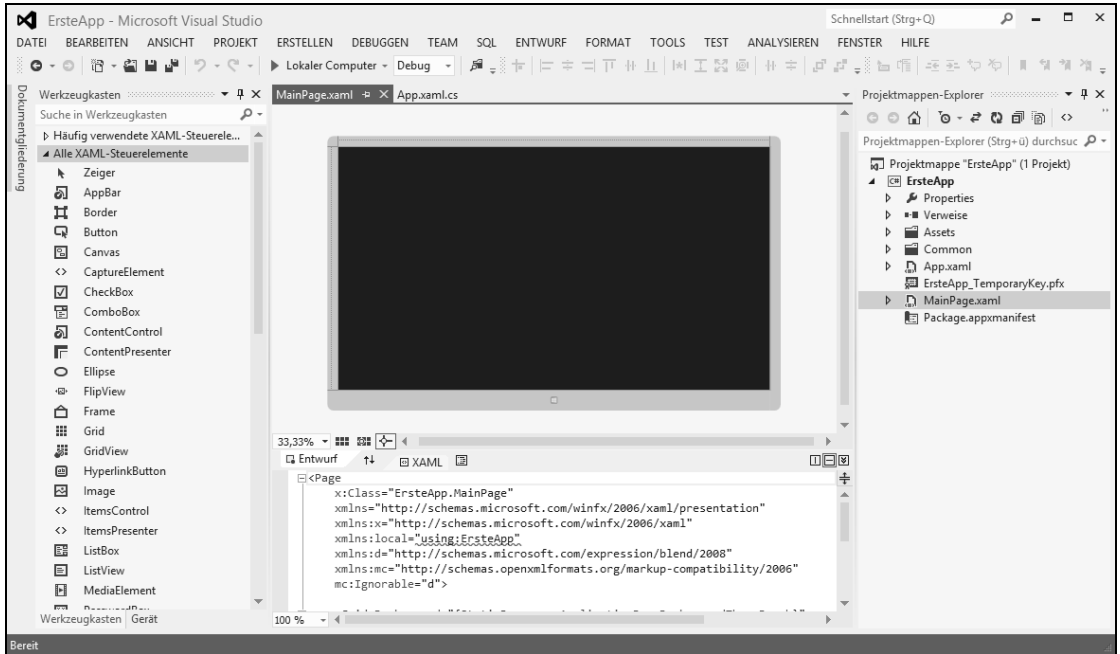 ErsteApp - Microsoft Visual Studio
Schnellstart (Strg+Q)
DATEI BEARBEITEN ANSICHT PROJEKT ERSTELLEN DEBUGGEN TEAM SQL ENTWURF FORMAT TOOLS TEST ANALYSIEREN FENSTER HILFE
Lokaler Computer Debug
Dokumentgliederung
Werkzeugkasten
Suche in Werkzeugkasten
Häufig verwendete XAML-Steuerele...
Alle XAML-Steuerelemente
Zeiger
AppBar
Border
Button
Canvas
CaptureElement
CheckBox
ComboBox
ContentControl
ContentPresenter
Ellipse
FlipView
Frame
Grid
GridView
HyperlinkButton
Image
ItemsControl
ItemsPresenter
ListBox
ListView
MediaElement
Werkzeugkasten Gerät
MainPage.xaml App.xaml.cs
33,33%
Entwurf XAML
<Page
x:Class="ErsteApp.MainPage"
xmlns="http://schemas.microsoft.com/winfx/2006/xaml/presentation"
xmlns:x="http://schemas.microsoft.com/winfx/2006/xaml"
xmlns:local="using:ErsteApp"
xmlns:d="http://schemas.microsoft.com/expression/blend/2008"
xmlns:mc="http://schemas.openxmlformats.org/markup-compatibility/2006"
mc:Ignorable="d">
100 %
Projektmappen-Explorer
Projektmappen-Explorer (Strg+ü) durchsuc
Projektmappe "ErsteApp" (1 Projekt)
C# ErsteApp
Properties
Verweise
Assets
Common
App.xaml
ErsteApp_TemporaryKey.pfx
MainPage.xaml
Package.appxmanifest
Bereit